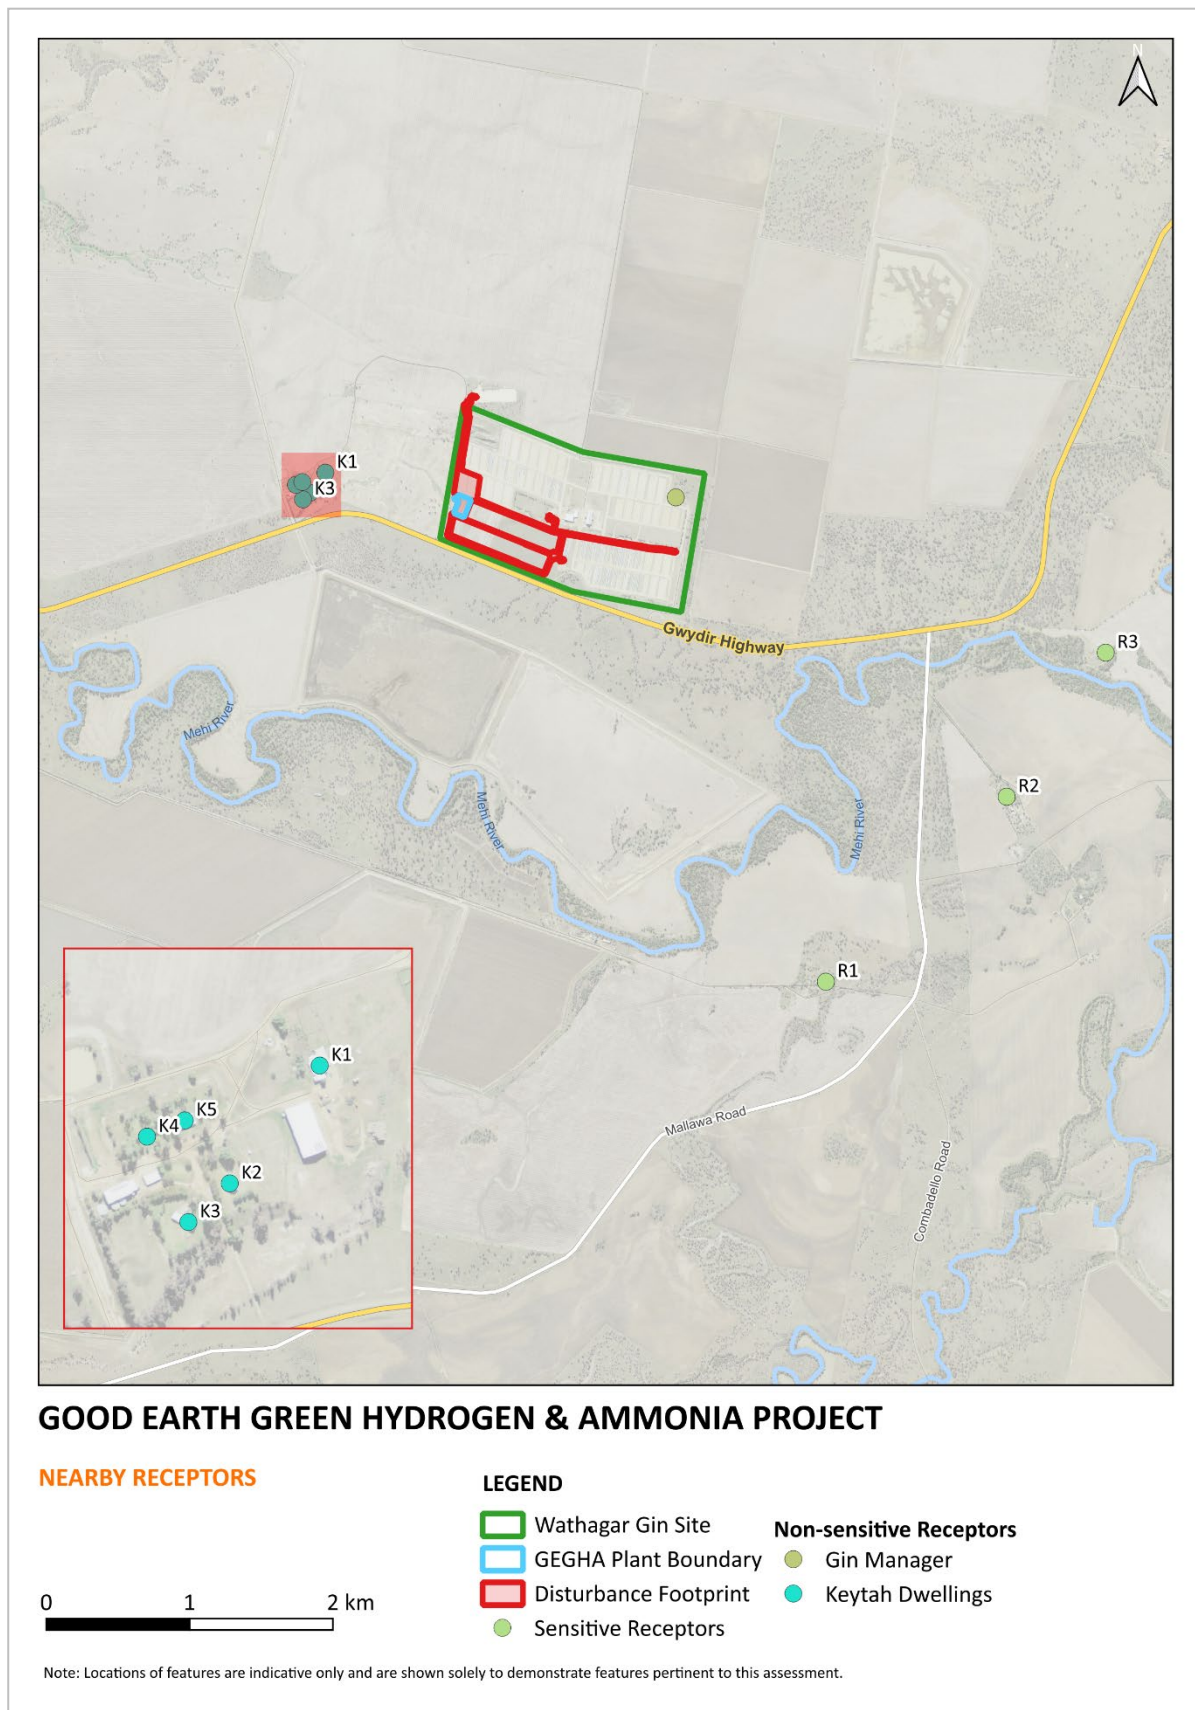 N
K1
K3
Gwydir Highway
R3
Mehi River
R2
Mehi River
Mehi River
R1
K1
K5
K4
K2
K3
Mallawa Road
Combadello Road
GOOD EARTH GREEN HYDROGEN & AMMONIA PROJECT
NEARBY RECEPTORS
LEGEND
Wathagar Gin Site
GEGHA Plant Boundary
Disturbance Footprint
Sensitive Receptors
Non-sensitive Receptors
Gin Manager
Keytah Dwellings
0 1 2 km
Note: Locations of features are indicative only and are shown solely to demonstrate features pertinent to this assessment.